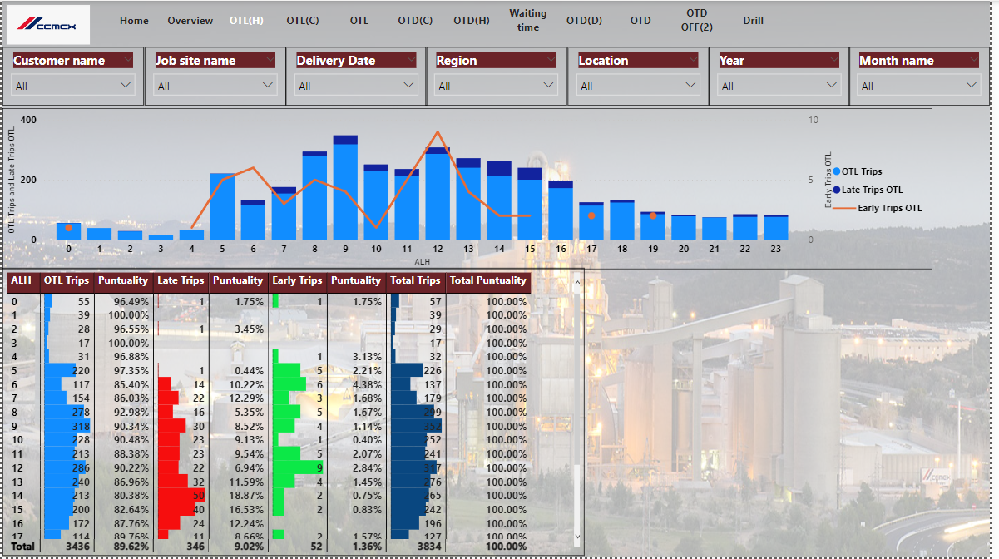 CEMEX
Home Overview OTL(H) OTL(C) OTL OTD(C) OTD(H) Waiting time OTD(D) OTD OTD OFF(2) Drill
Customer name Job site name Delivery Date Region Location Year Month name
All All All All All All All
400
200
0
OTL Trips and Late Trips OTL
10
5
0
Early Trips OTL
OTL Trips
Late Trips OTL
Early Trips OTL
0 1 2 3 4 5 6 7 8 9 10 11 12 13 14 15 16 17 18 19 20 21 22 23
ALH
ALH OTL Trips Puntuality Late Trips Puntuality Early Trips Puntuality Total Trips Total Puntuality
0 55 96.49% 1 1.75% 1 1.75% 57 100.00%
1 39 100.00% 39 100.00%
2 28 96.55% 1 3.45% 29 100.00%
3 17 100.00% 17 100.00%
4 31 96.88% 1 3.13% 32 100.00%
5 220 97.35% 1 0.44% 5 2.21% 226 100.00%
6 117 85.40% 14 10.22% 6 4.38% 137 100.00%
7 154 86.03% 22 12.29% 3 1.68% 179 100.00%
8 278 92.98% 16 5.35% 5 1.67% 299 100.00%
9 318 90.34% 30 8.52% 4 1.14% 352 100.00%
10 228 90.48% 23 9.13% 1 0.40% 252 100.00%
11 213 88.38% 23 9.54% 5 2.07% 241 100.00%
12 286 90.22% 22 6.94% 9 2.84% 317 100.00%
13 240 86.96% 32 11.59% 4 1.45% 276 100.00%
14 213 80.38% 50 18.87% 2 0.75% 265 100.00%
15 200 82.64% 40 16.53% 2 0.83% 242 100.00%
16 172 87.76% 24 12.24% 196 100.00%
17 114 89.76% 11 8.66% 2 1.57% 127 100.00%
Total 3436 89.62% 346 9.02% 52 1.36% 3834 100.00%
CEMEX